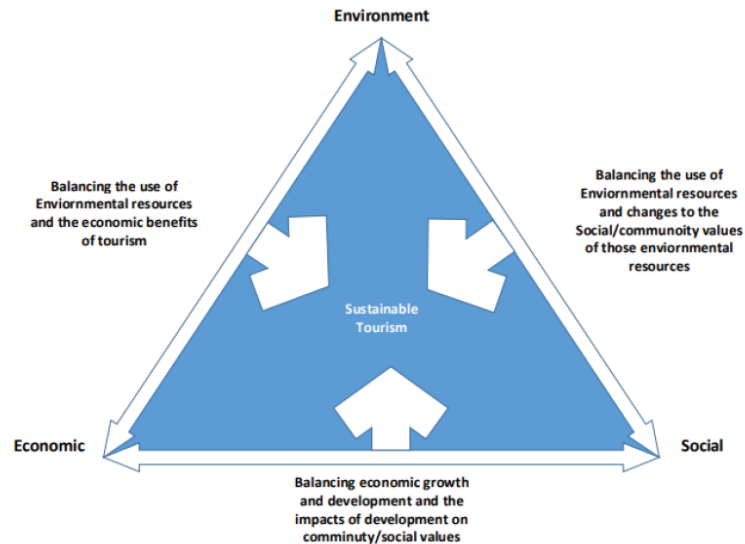 Environment
Balancing the use of
Enviornmental resources
and the economic benefits
of tourism
Balancing the use of
Enviornmental resources
and changes to the
Social/communoity values
of those enviornmental
resources
Sustainable
Tourism
Economic
Social
Balancing economic growth
and development and the
impacts of development on
comminuty/social values